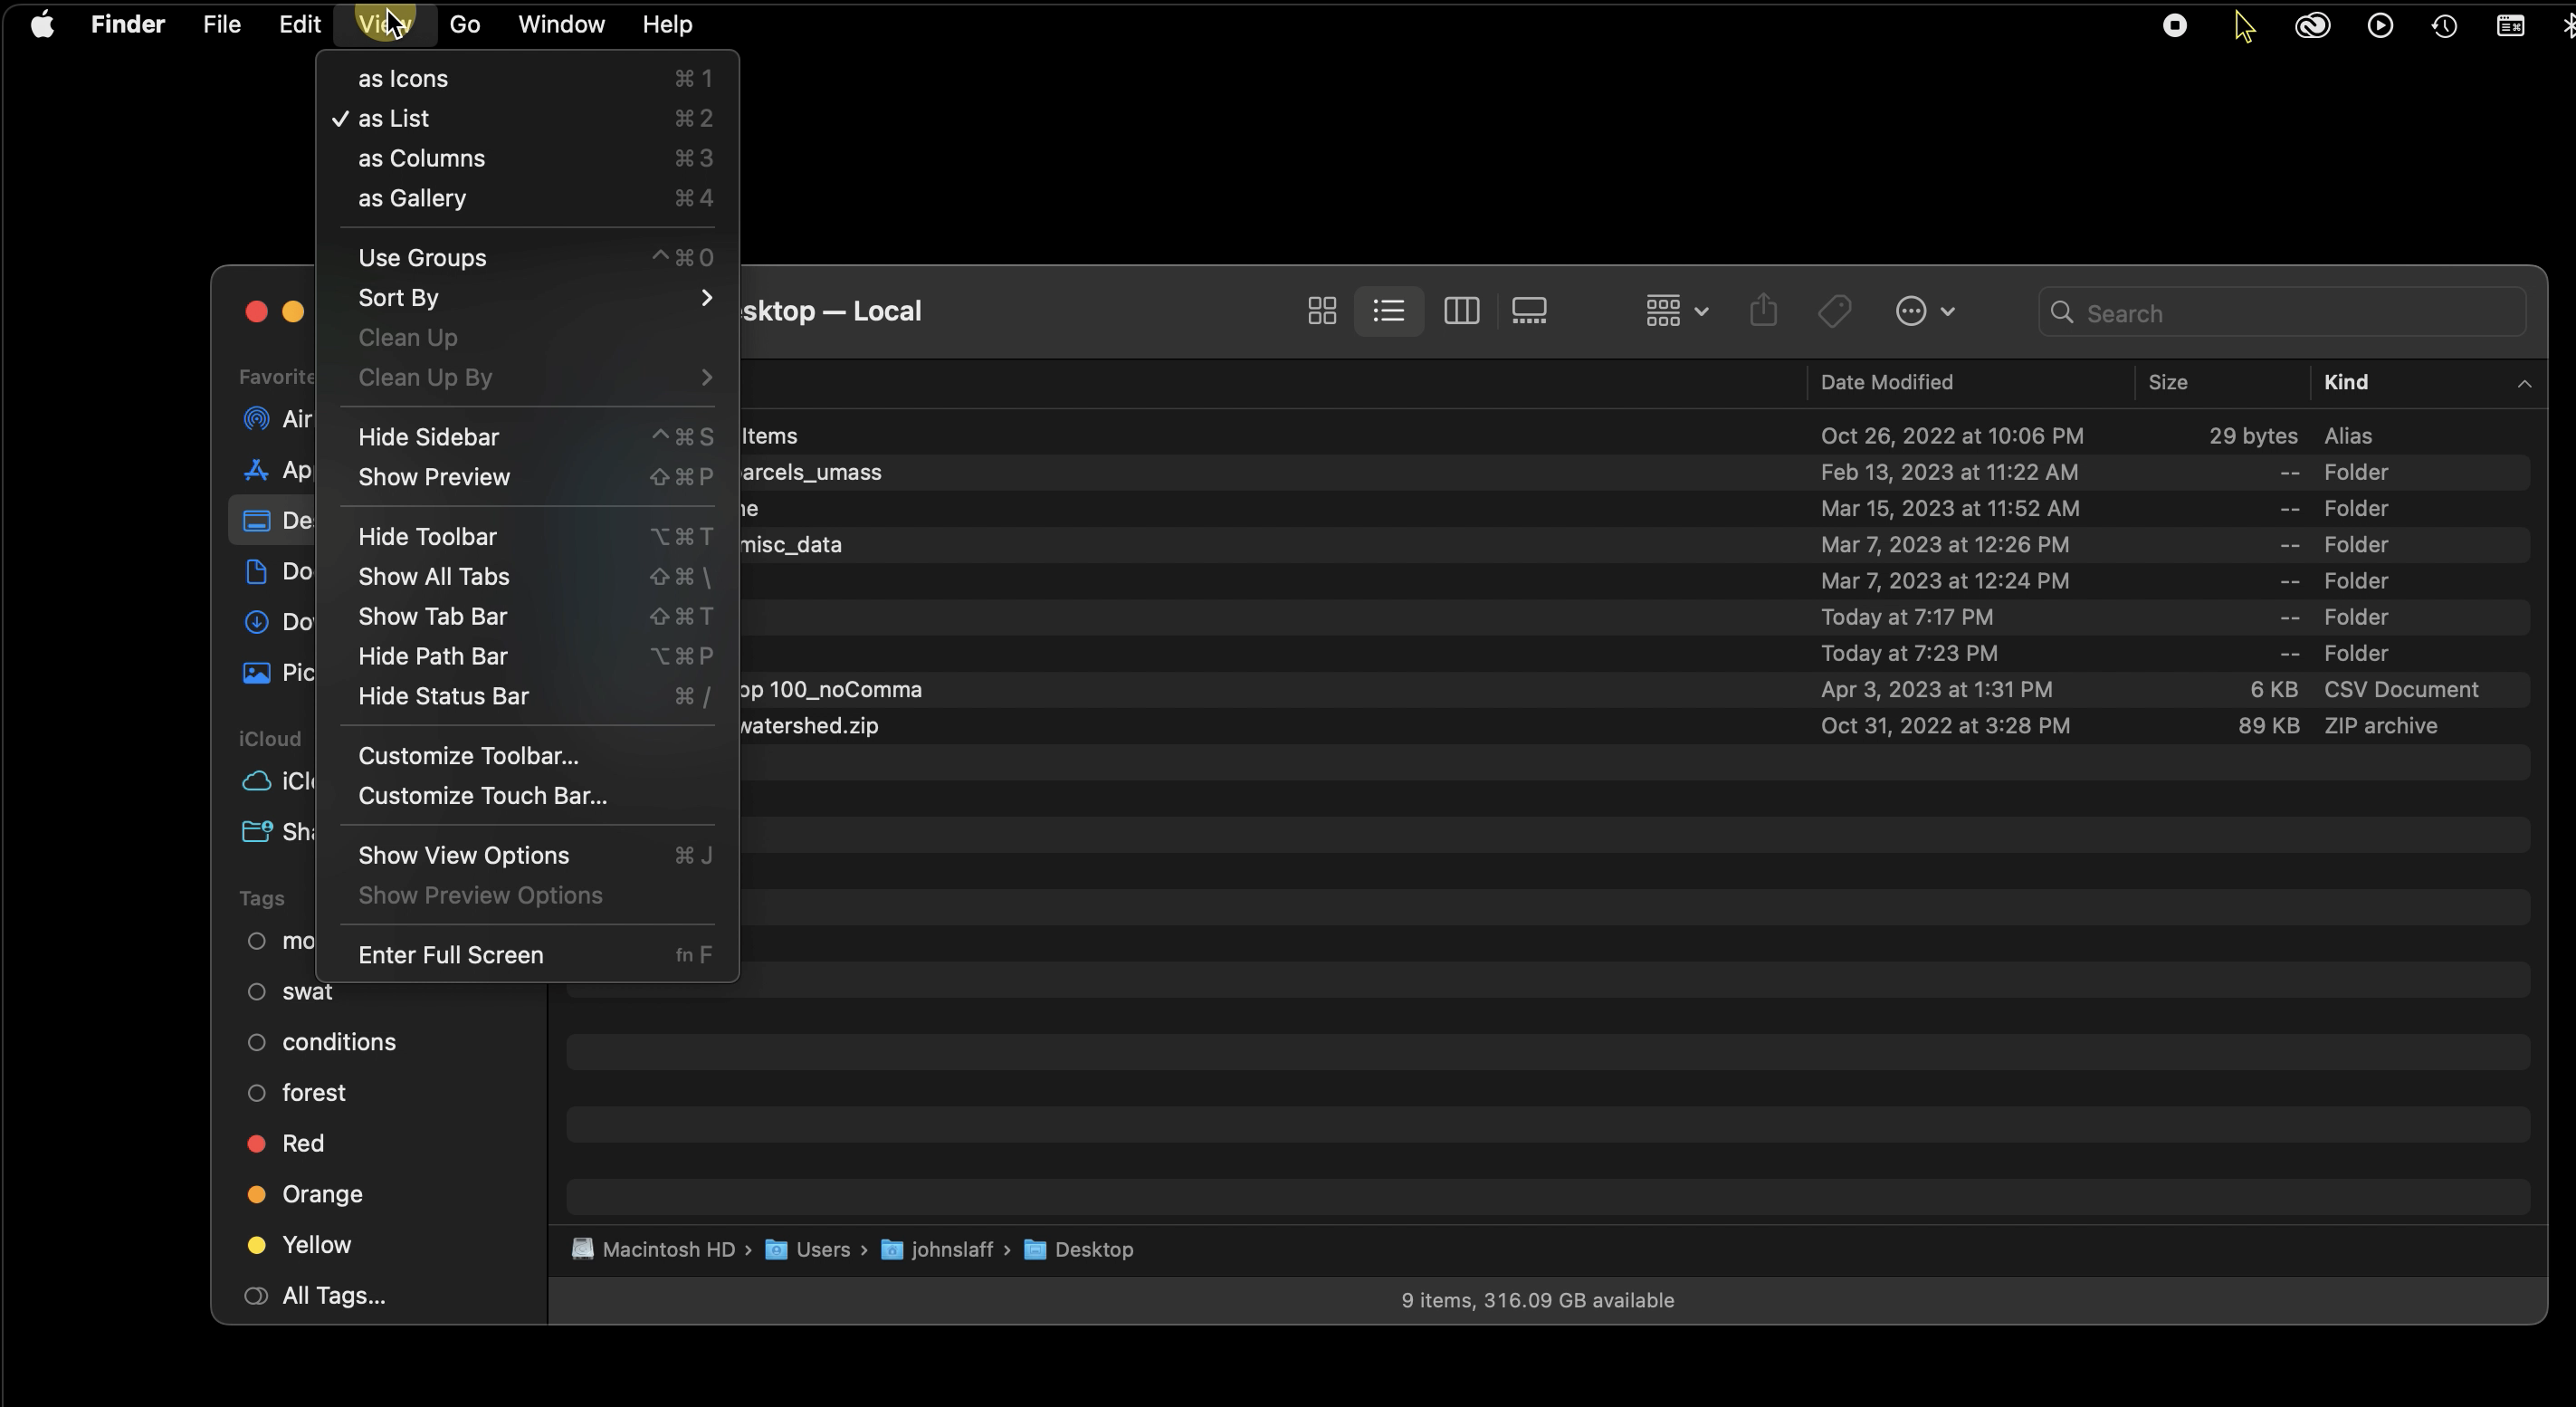 Finder File Edit View Go Window Help
as Icons ⌘ 1
✓ as List ⌘ 2
as Columns ⌘ 3
as Gallery ⌘ 4
Use Groups ^ ⌘ 0
Sort By >
Clean Up
Clean Up By >
Hide Sidebar ^ ⌘ S
Show Preview ⇧ ⌘ P
Hide Toolbar ⌥ ⌘ T
Show All Tabs ⇧ ⌘ \
Show Tab Bar ⇧ ⌘ T
Hide Path Bar ⌥ ⌘ P
Hide Status Bar ⌘ /
Customize Toolbar...
Customize Touch Bar...
Show View Options ⌘ J
Show Preview Options
Enter Full Screen fn F
sktop — Local
Search
Favorite
Air
App
Des
Do
Do
Pic
iCloud
iClo
Sha
Tags
mo
swat
conditions
forest
Red
Orange
Yellow
All Tags...
Date Modified Size Kind
Items Oct 26, 2022 at 10:06 PM 29 bytes Alias
arcels_umass Feb 13, 2023 at 11:22 AM -- Folder
ne Mar 15, 2023 at 11:52 AM -- Folder
misc_data Mar 7, 2023 at 12:26 PM -- Folder
Mar 7, 2023 at 12:24 PM -- Folder
Today at 7:17 PM -- Folder
Today at 7:23 PM -- Folder
op 100_noComma Apr 3, 2023 at 1:31 PM 6 KB CSV Document
watershed.zip Oct 31, 2022 at 3:28 PM 89 KB ZIP archive
Macintosh HD › Users › johnslaff › Desktop
9 items, 316.09 GB available